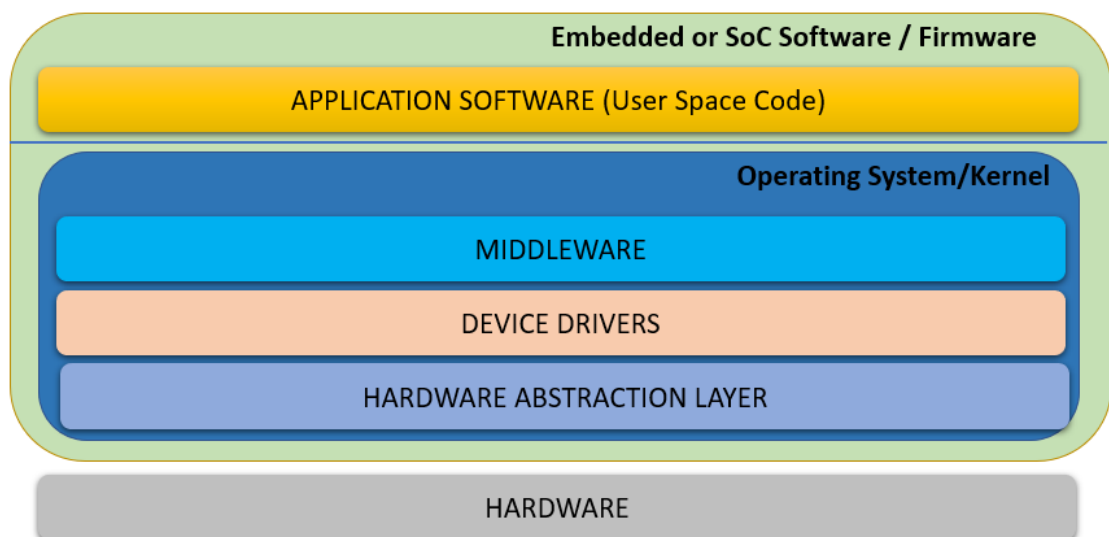 Embedded or SoC Software / Firmware
APPLICATION SOFTWARE (User Space Code)
Operating System/Kernel
MIDDLEWARE
DEVICE DRIVERS
HARDWARE ABSTRACTION LAYER
HARDWARE